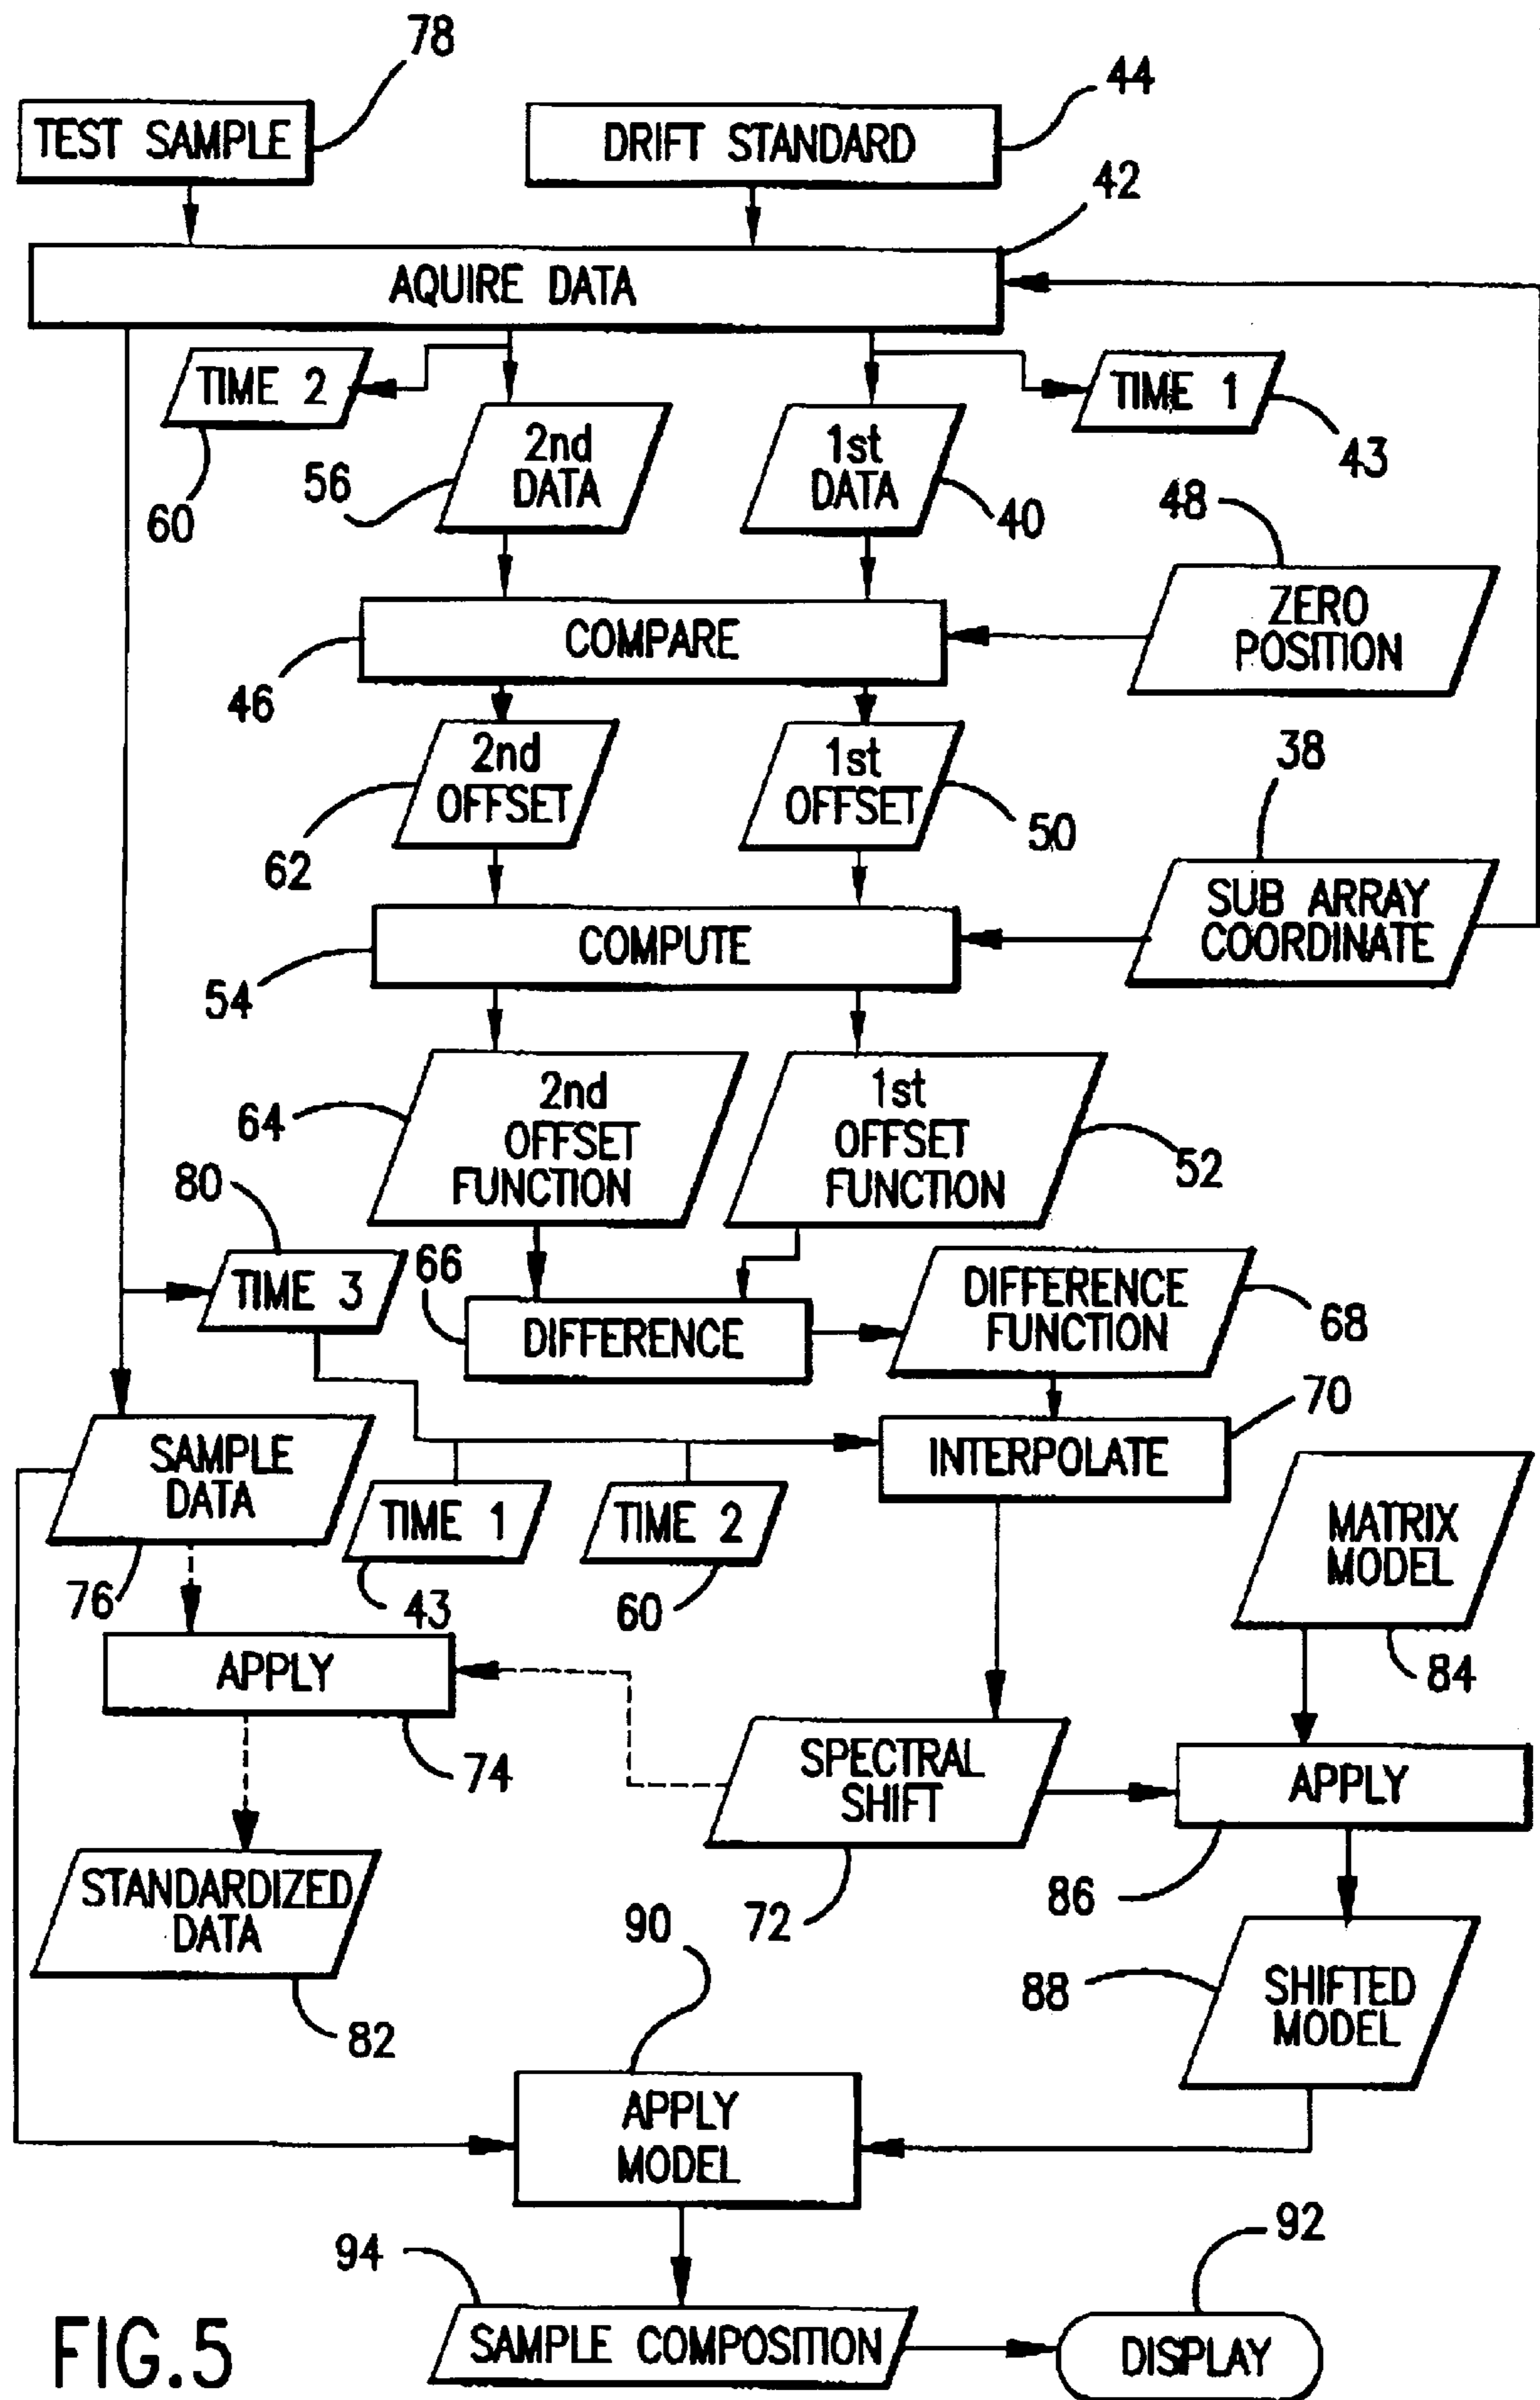 78
44
TEST SAMPLE
DRIFT STANDARD
42
AQUIRE DATA
TIME 2
TIME 1
2nd
DATA
1st
DATA
60
56
40
43
48
ZERO
POSITION
COMPARE
46
2nd
OFFSET
1st
OFFSET
38
62
50
SUB ARRAY
COORDINATE
COMPUTE
54
2nd
OFFSET
FUNCTION
1st
OFFSET
FUNCTION
64
52
80
TIME 3
66
DIFFERENCE
DIFFERENCE
FUNCTION
68
70
INTERPOLATE
SAMPLE
DATA
TIME 1
TIME 2
MATRIX
MODEL
76
43
60
84
APPLY
74
SPECTRAL
SHIFT
APPLY
STANDARDIZED
DATA
72
86
90
88
SHIFTED
MODEL
82
APPLY
MODEL
94
92
SAMPLE COMPOSITION
DISPLAY
FIG.5